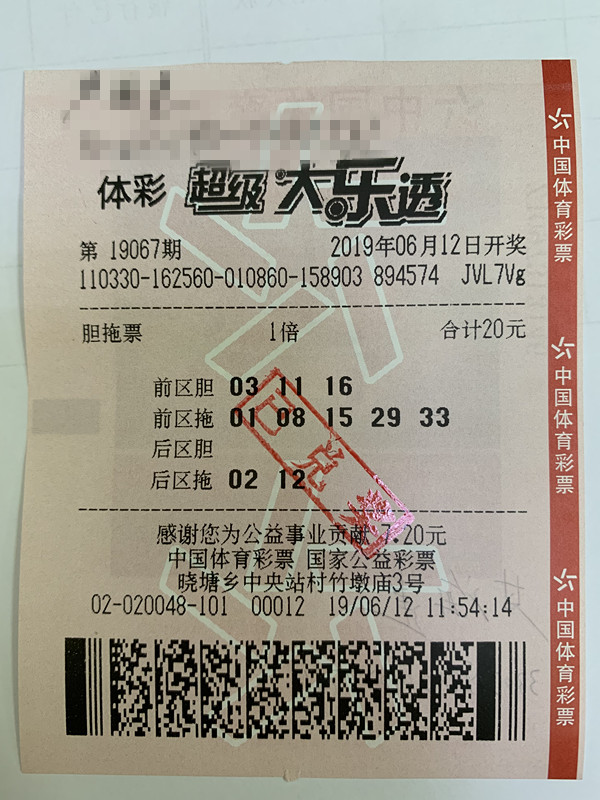 体彩 超级大乐透
第 19067期 2019年06月12日开奖
110330-162560-010860-158903 894574 JVL7Vg
胆拖票 1倍 合计20元
前区胆 03 11 16
前区拖 01 08 15 29 33
后区胆
后区拖 02 12
已兑奖
感谢您为公益事业贡献 7.20元
中国体育彩票 国家公益彩票
晓塘乡中央站村竹墩庙3号
02-020048-101 00012 19/06/12 11:54:14
中国体育彩票
中国体育彩票
中国体育彩票